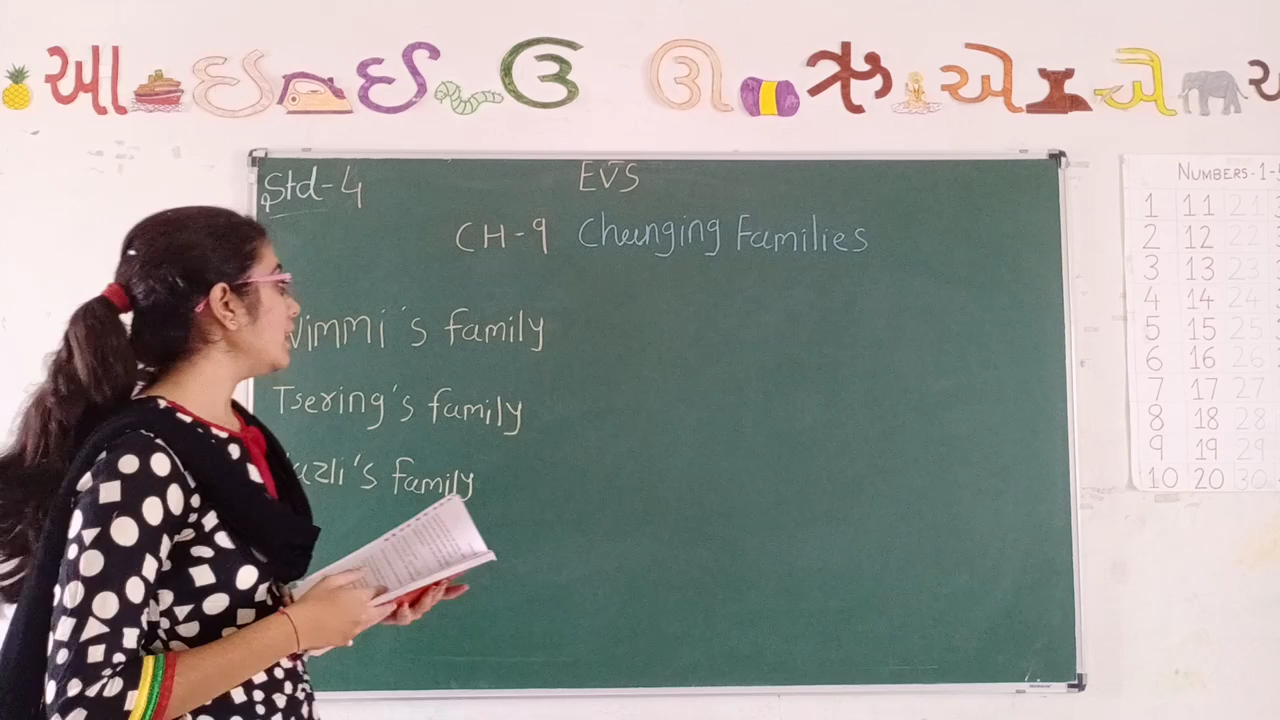 આ ઇ ઈ ઉ ઊ ઋ એ ઐ
Std-4
EVS
CH-9 Changing Families
Nimmi's family
Tsering's family
Nazli's family
NUMBERS-1-5
1 11 21
2 12 22
3 13 23
4 14 24
5 15 25
6 16 26
7 17 27
8 18 28
9 19 29
10 20 30